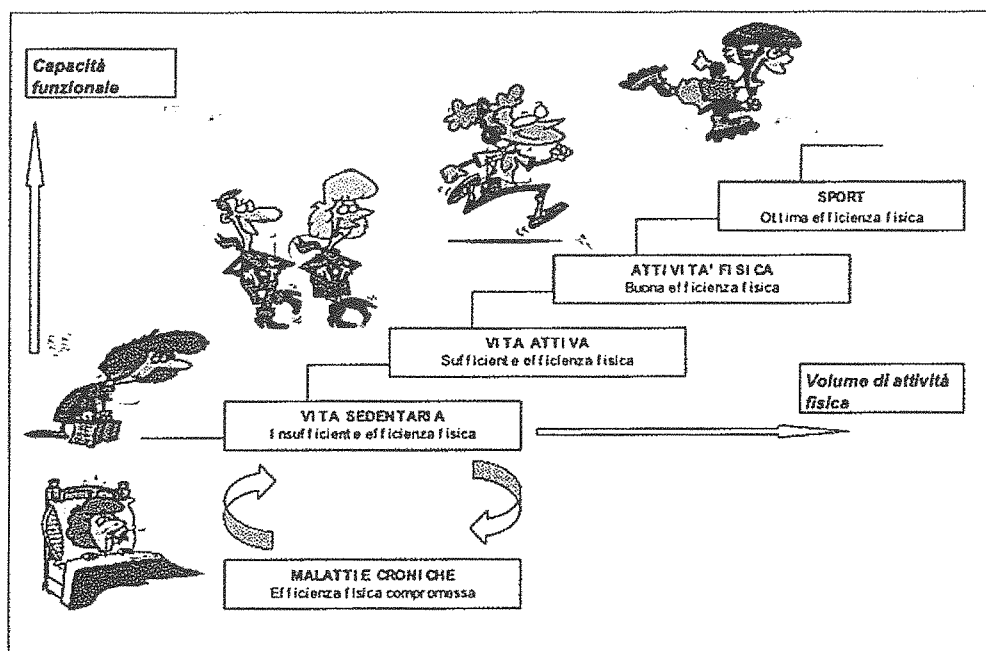 Capacità
funzionale
SPORT
Ottima efficienza fisica
ATTIVITA' FISICA
Buona efficienza fisica
VITA ATTIVA
Sufficiente efficienza fisica
Volume di attività
fisica
VITA SEDENTARIA
Insufficiente efficienza fisica
MALATTIE CRONICHE
Efficienza fisica compromessa